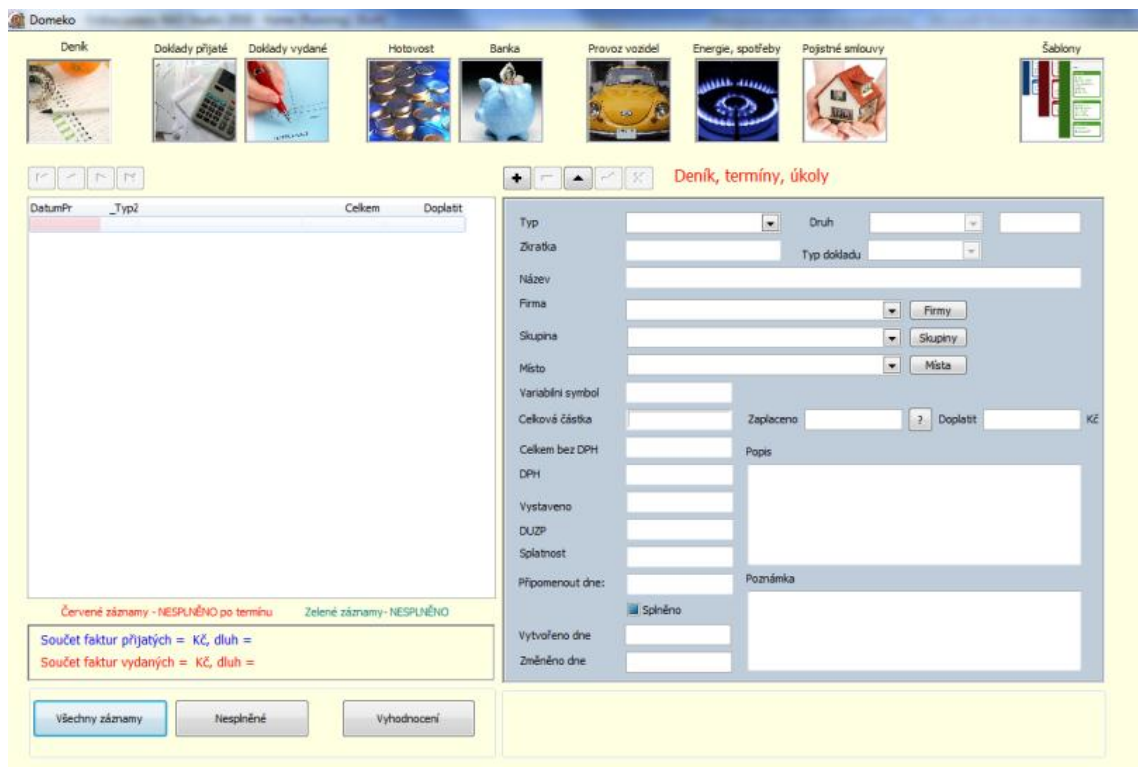 Domeko
Deník Doklady přijaté Doklady vydané Hotovost Banka Provoz vozidel Energie, spotřeby Pojistné smlouvy Šablony
Deník, termíny, úkoly
DatumPr _Typ2 Celkem Doplatit
Typ Druh
Zkratka Typ dokladu
Název
Firma Firmy
Skupina Skupiny
Místo Místa
Variabilni symbol
Celková částka Zaplaceno ? Doplatit Kč
Celkem bez DPH Popis
DPH
Vystaveno
DUZP
Splatnost
Připomenout dne: Poznámka
Splněno
Vytvořeno dne
Změněno dne
Červené záznamy - NESPLNĚNO po termínu Zelené záznamy- NESPLNĚNO
Součet faktur přijatých = Kč, dluh =
Součet faktur vydaných = Kč, dluh =
Všechny záznamy Nesplněné Vyhodnocení